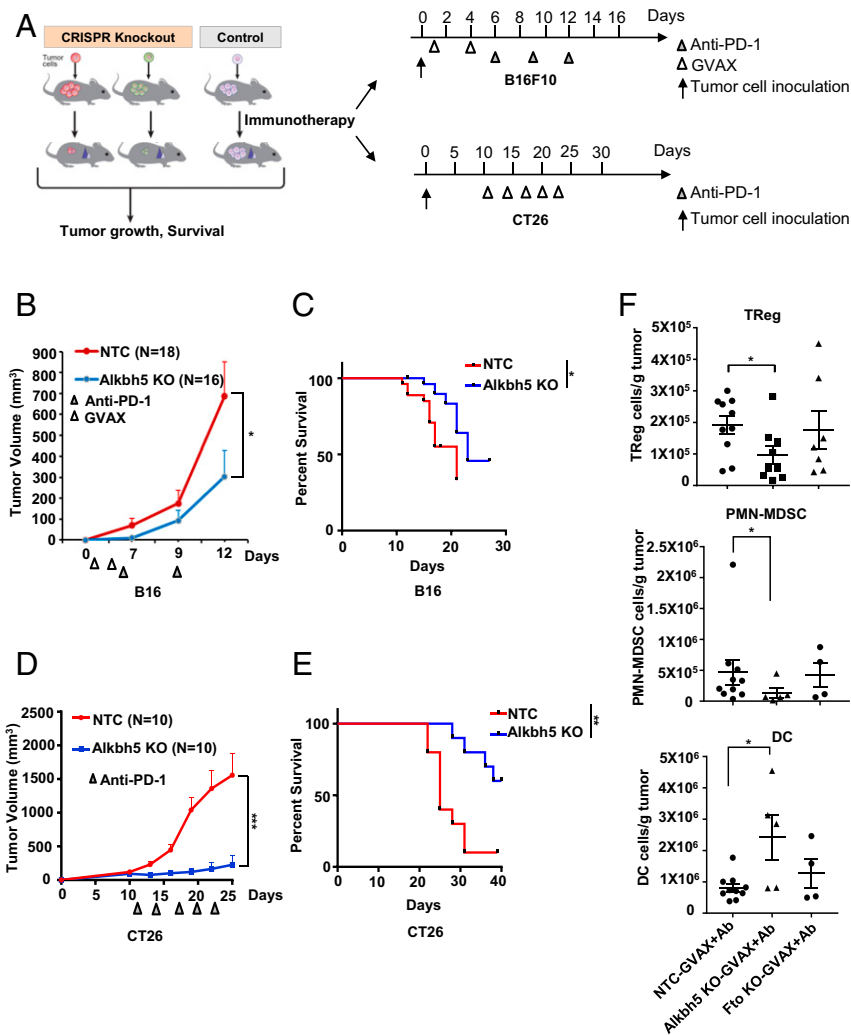 A
CRISPR Knockout
Control
Tumor
cells
Immunotherapy
Tumor growth, Survival
0 2 4 6 8 10 12 14 16 Days
B16F10
Anti-PD-1
GVAX
Tumor cell inoculation
0 5 10 15 20 25 30 Days
CT26
Anti-PD-1
Tumor cell inoculation
B
NTC (N=18)
Alkbh5 KO (N=16)
Anti-PD-1
GVAX
Tumor Volume (mm³)
900
800
700
600
500
400
300
200
100
0
*
0 7 9 12 Days
B16
C
NTC
Alkbh5 KO
*
Percent Survival
100
50
0
0 10 20 30
Days
B16
D
NTC (N=10)
Alkbh5 KO (N=10)
Anti-PD-1
Tumor Volume (mm³)
2500
2000
1500
1000
500
0
***
0 5 10 15 20 25 Days
CT26
E
NTC
Alkbh5 KO
**
Percent Survival
100
50
0
0 10 20 30 40
Days
CT26
F
TReg
TReg cells/g tumor
5X10⁵
4X10⁵
3X10⁵
2X10⁵
1X10⁵
0
*
PMN-MDSC
PMN-MDSC cells/g tumor
2.5X10⁶
2X10⁶
1X10⁶
1X10⁶
5X10⁵
0
*
DC
DC cells/g tumor
5X10⁶
4X10⁶
3X10⁶
2X10⁶
1X10⁶
0
*
NTC-GVAX+Ab
Alkbh5 KO-GVAX+Ab
Fto KO-GVAX+Ab